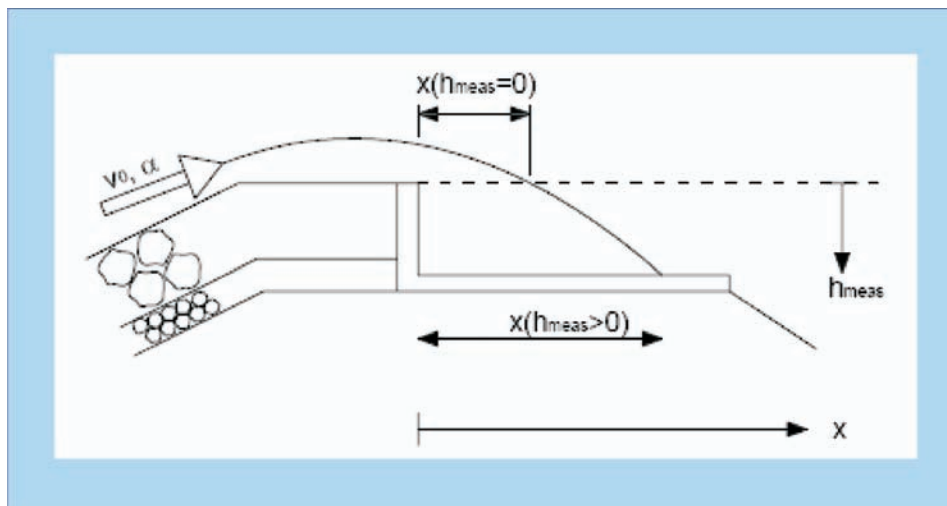 x(hmeas=0)
v0, α
hmeas
x(hmeas>0)
x